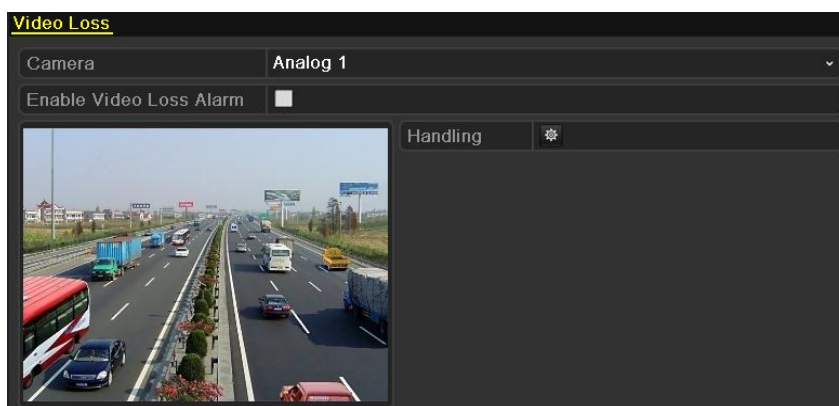 Video Loss
Camera Analog 1
Enable Video Loss Alarm
Handling